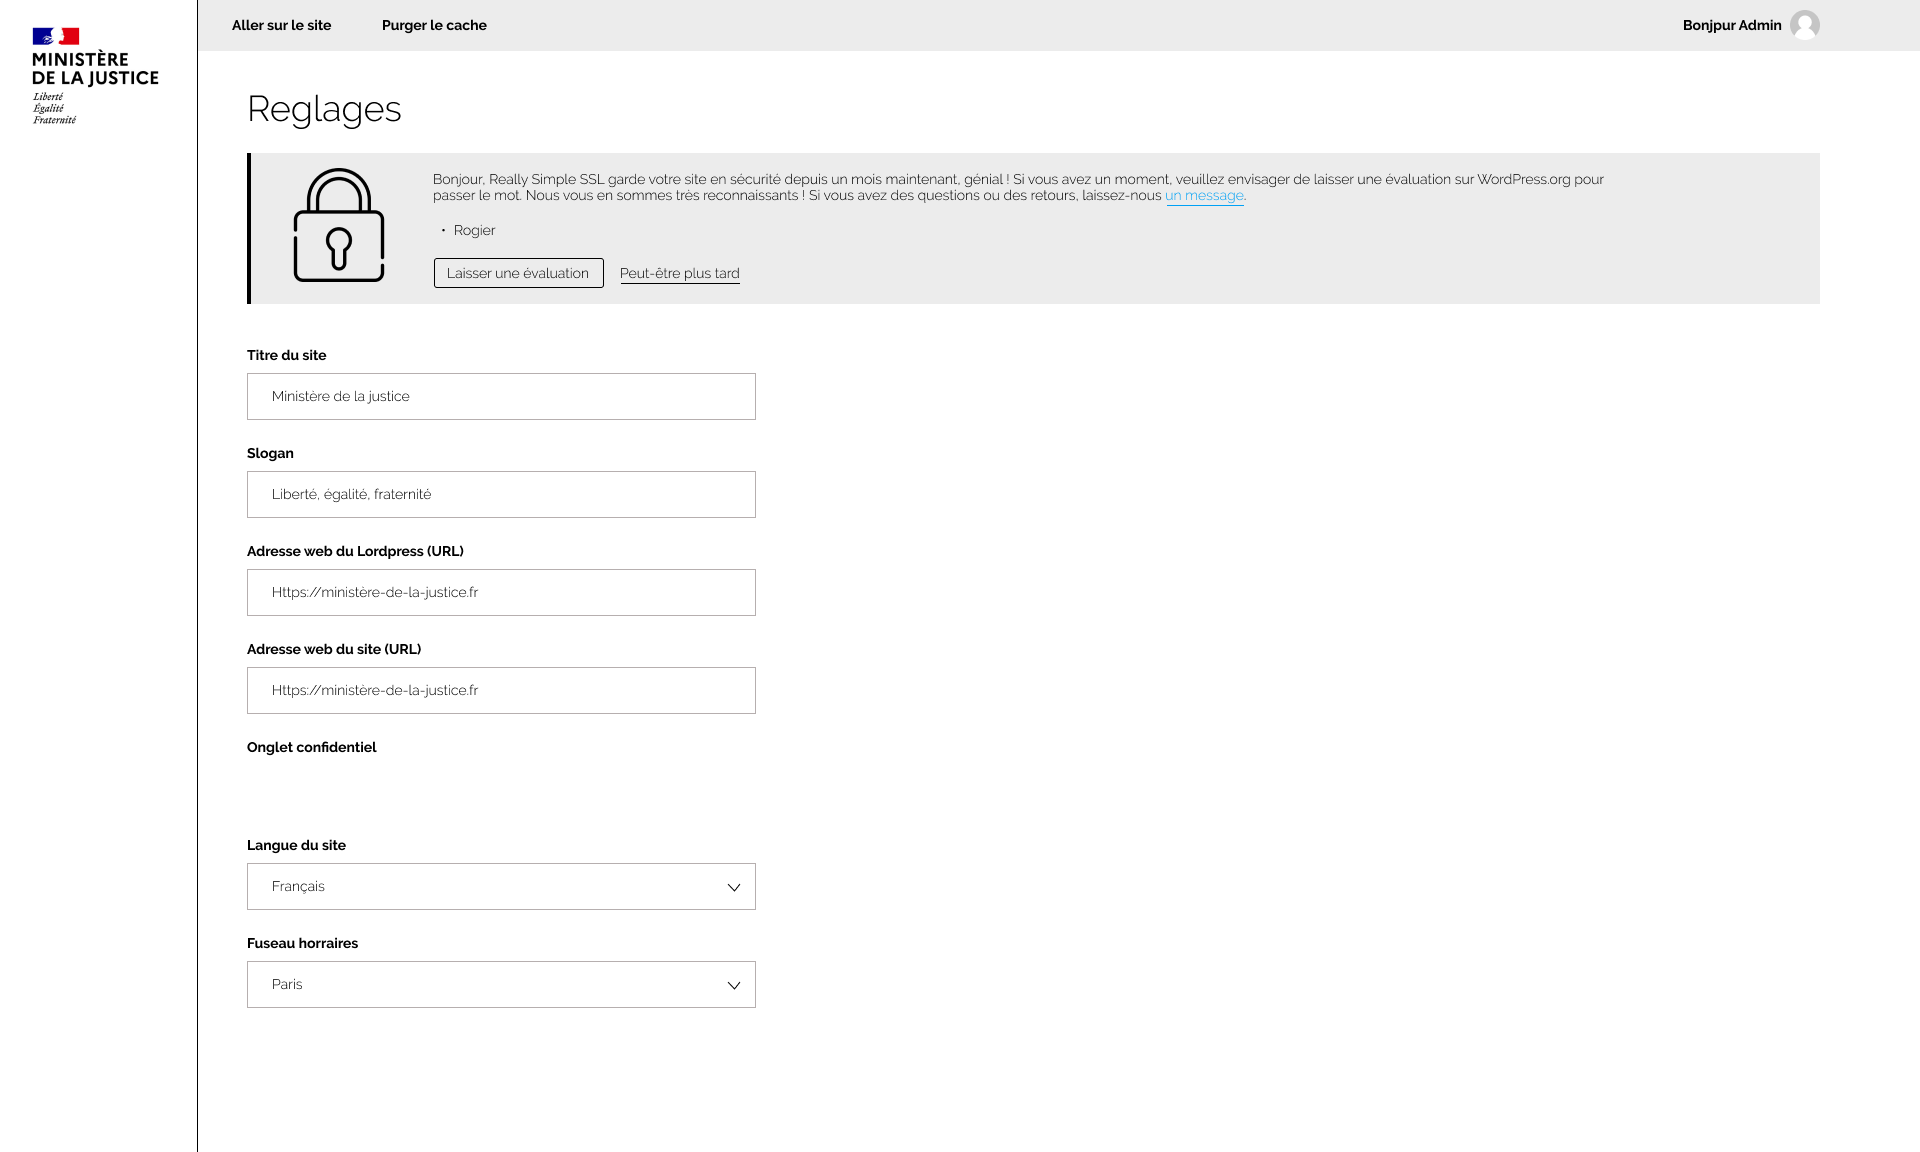 MINISTÈRE
DE LA JUSTICE
Liberté
Égalité
Fraternité
Aller sur le site
Purger le cache
Bonjpur Admin
Reglages
Bonjour, Really Simple SSL garde votre site en sécurité depuis un mois maintenant, génial ! Si vous avez un moment, veuillez envisager de laisser une évaluation sur WordPress.org pour
passer le mot. Nous vous en sommes très reconnaissants ! Si vous avez des questions ou des retours, laissez-nous un message.
• Rogier
Laisser une évaluation
Peut-être plus tard
Titre du site
Ministère de la justice
Slogan
Liberté, égalité, fraternité
Adresse web du Lordpress (URL)
Https://ministère-de-la-justice.fr
Adresse web du site (URL)
Https://ministère-de-la-justice.fr
Onglet confidentiel
Langue du site
Français
Fuseau horraires
Paris